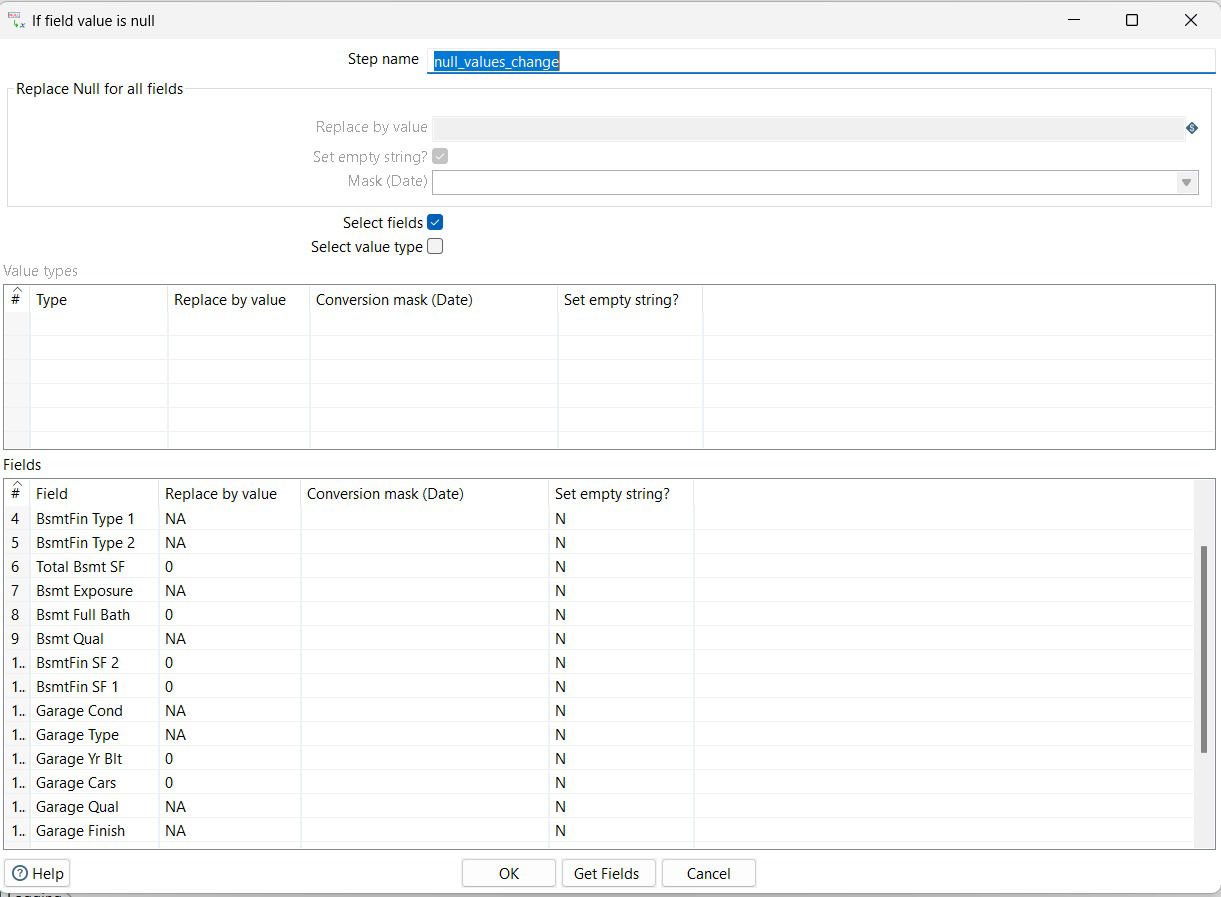 If field value is null
Step name null_values_change
Replace Null for all fields
Replace by value
Set empty string?
Mask (Date)
Select fields
Select value type
Value types
# Type Replace by value Conversion mask (Date) Set empty string?
Fields
# Field Replace by value Conversion mask (Date) Set empty string?
4 BsmtFin Type 1 NA N
5 BsmtFin Type 2 NA N
6 Total Bsmt SF 0 N
7 Bsmt Exposure NA N
8 Bsmt Full Bath 0 N
9 Bsmt Qual NA N
1.. BsmtFin SF 2 0 N
1.. BsmtFin SF 1 0 N
1.. Garage Cond NA N
1.. Garage Type NA N
1.. Garage Yr Blt 0 N
1.. Garage Cars 0 N
1.. Garage Qual NA N
1.. Garage Finish NA N
Help OK Get Fields Cancel